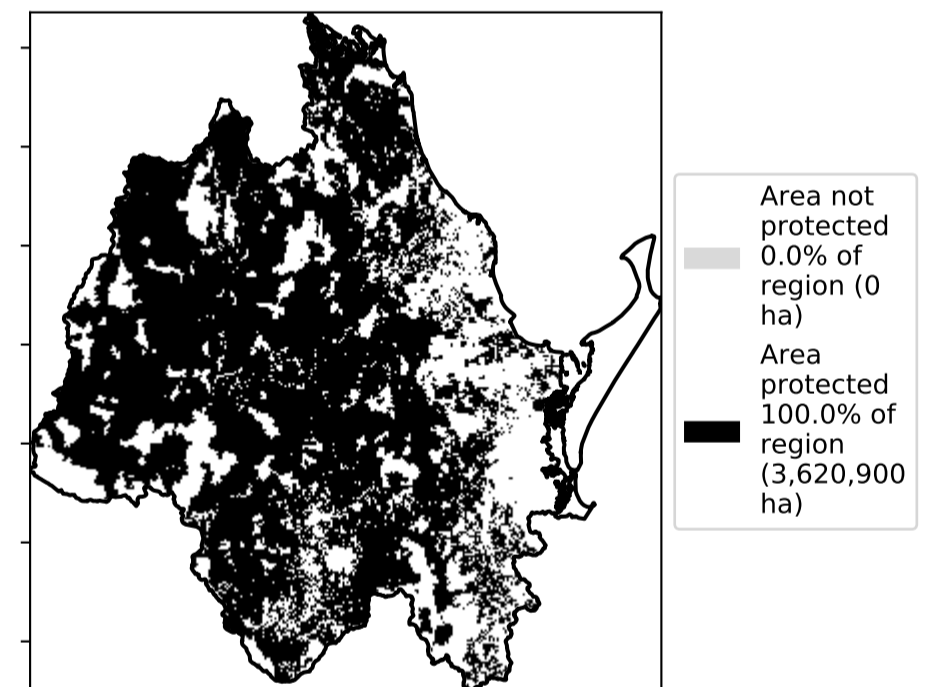 Area not
protected
0.0% of
region (0
ha)
Area
protected
100.0% of
region
(3,620,900
ha)